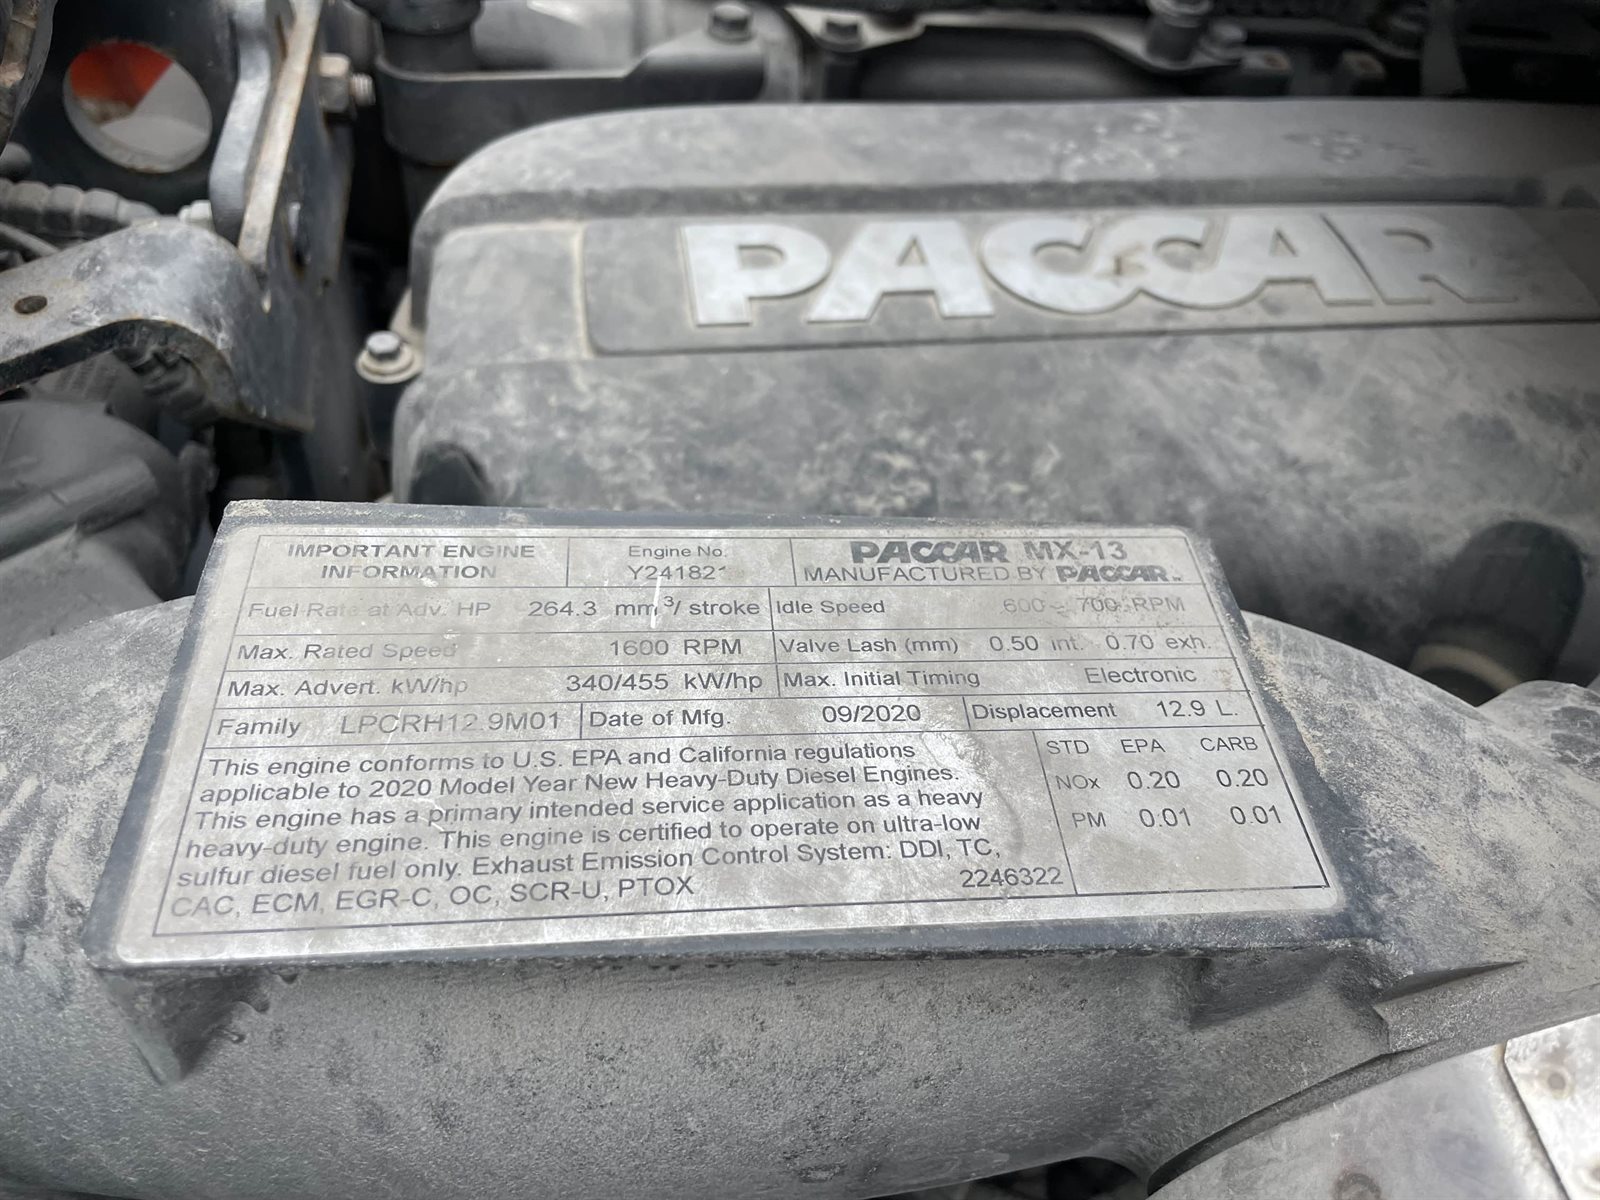 PACCAR
IMPORTANT ENGINE
INFORMATION
Engine No.
PACCAR MX-13
MANUFACTURED BY PACCAR
Fuel Rate at Adv. HP 264.3 mm³/ stroke
Idle Speed 600 - 700 RPM
Max. Rated Speed 1600 RPM
Valve Lash (mm) 0.50 int. 0.70 exh.
Max. Advert. kW/hp 340/455 kW/hp
Max. Initial Timing Electronic
Family LPCRH12.9M01
Date of Mfg. 09/2020
Displacement 12.9 L.
This engine conforms to U.S. EPA and California regulations
applicable to 2020 Model Year New Heavy-Duty Diesel Engines.
This engine has a primary intended service application as a heavy
heavy-duty engine. This engine is certified to operate on ultra-low
sulfur diesel fuel only. Exhaust Emission Control System: DDI, TC,
CAC, ECM, EGR-C, OC, SCR-U, PTOX
2246322
STD EPA CARB
NOx 0.20 0.20
PM 0.01 0.01